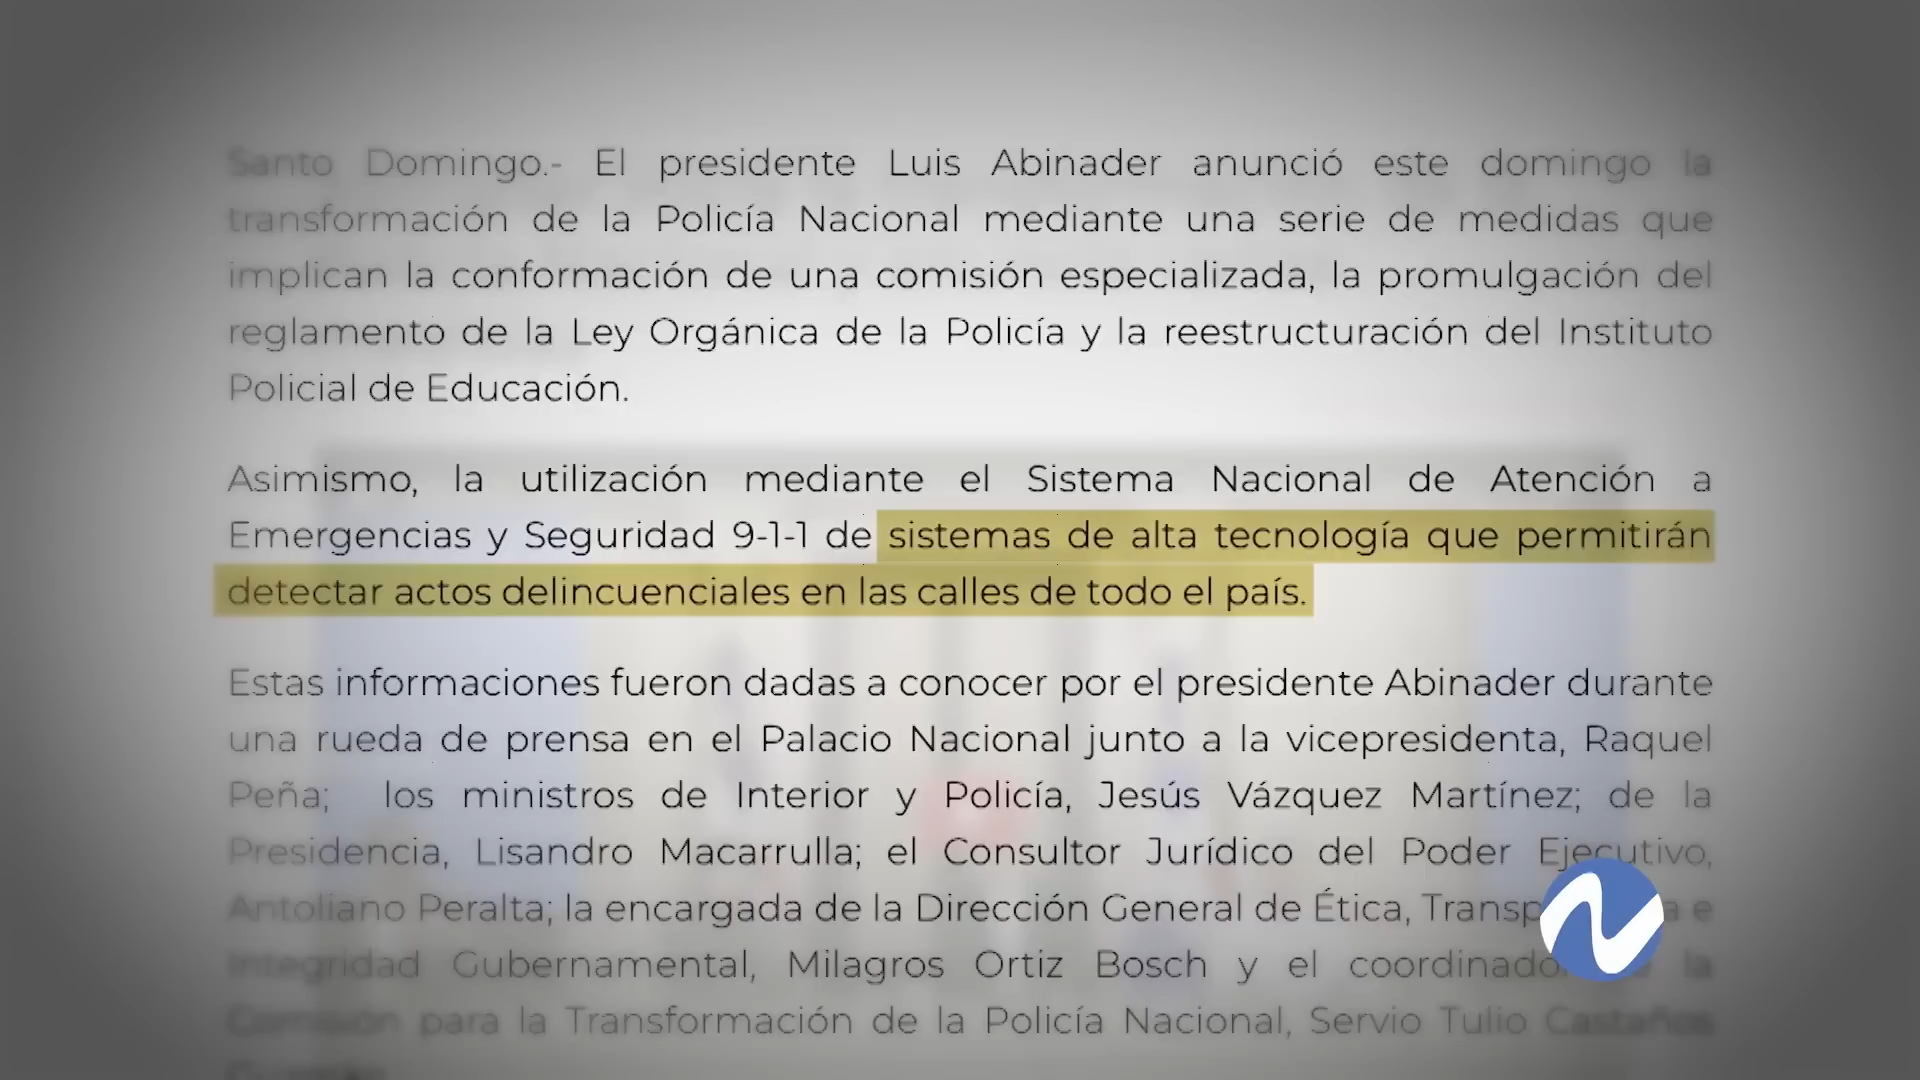 Santo Domingo.- El presidente Luis Abinader anunció este domingo la
transformación de la Policía Nacional mediante una serie de medidas que
implican la conformación de una comisión especializada, la promulgación del
reglamento de la Ley Orgánica de la Policía y la reestructuración del Instituto
Policial de Educación.
Asimismo, la utilización mediante el Sistema Nacional de Atención a
Emergencias y Seguridad 9-1-1 de sistemas de alta tecnología que permitirán
detectar actos delincuenciales en las calles de todo el país.
Estas informaciones fueron dadas a conocer por el presidente Abinader durante
una rueda de prensa en el Palacio Nacional junto a la vicepresidenta, Raquel
Peña; los ministros de Interior y Policía, Jesús Vázquez Martínez; de la
Presidencia, Lisandro Macarrulla; el Consultor Jurídico del Poder Ejecutivo,
Antoliano Peralta; la encargada de la Dirección General de Ética, e
Integridad Gubernamental, Milagros Ortiz Bosch y el la
Comisión para la Transformación de la Policía Nacional, Servio Tulio Castaños